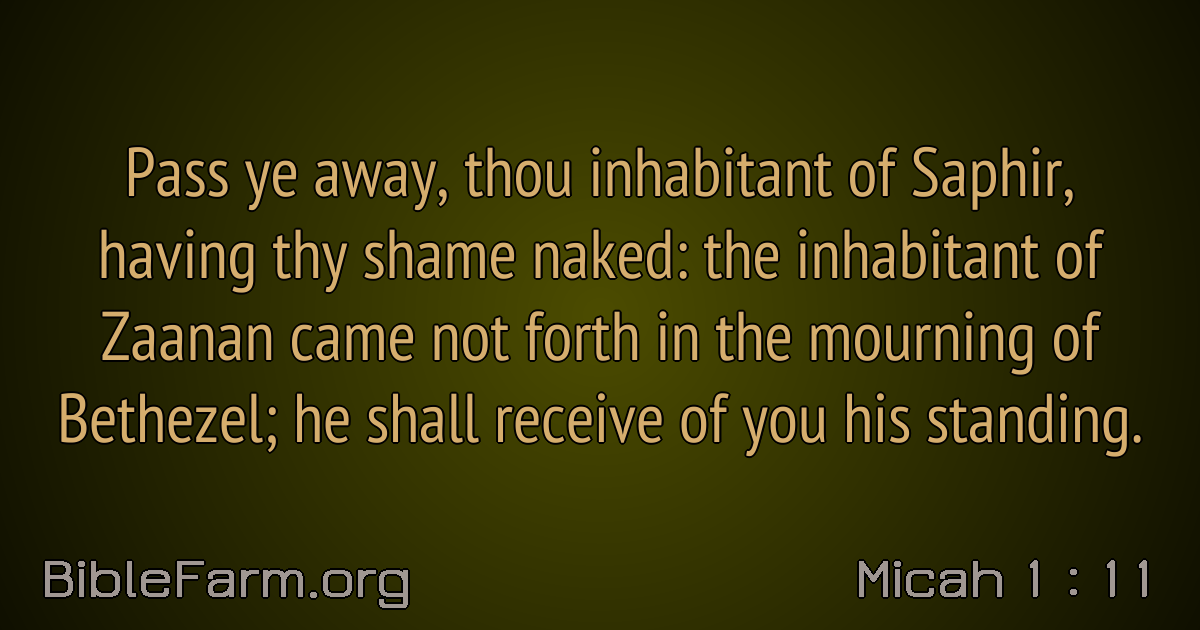 Pass ye away, thou inhabitant of Saphir,
having thy shame naked: the inhabitant of
Zaanan came not forth in the mourning of
Bethezel; he shall receive of you his standing.
BibleFarm.org
Micah 1 : 11